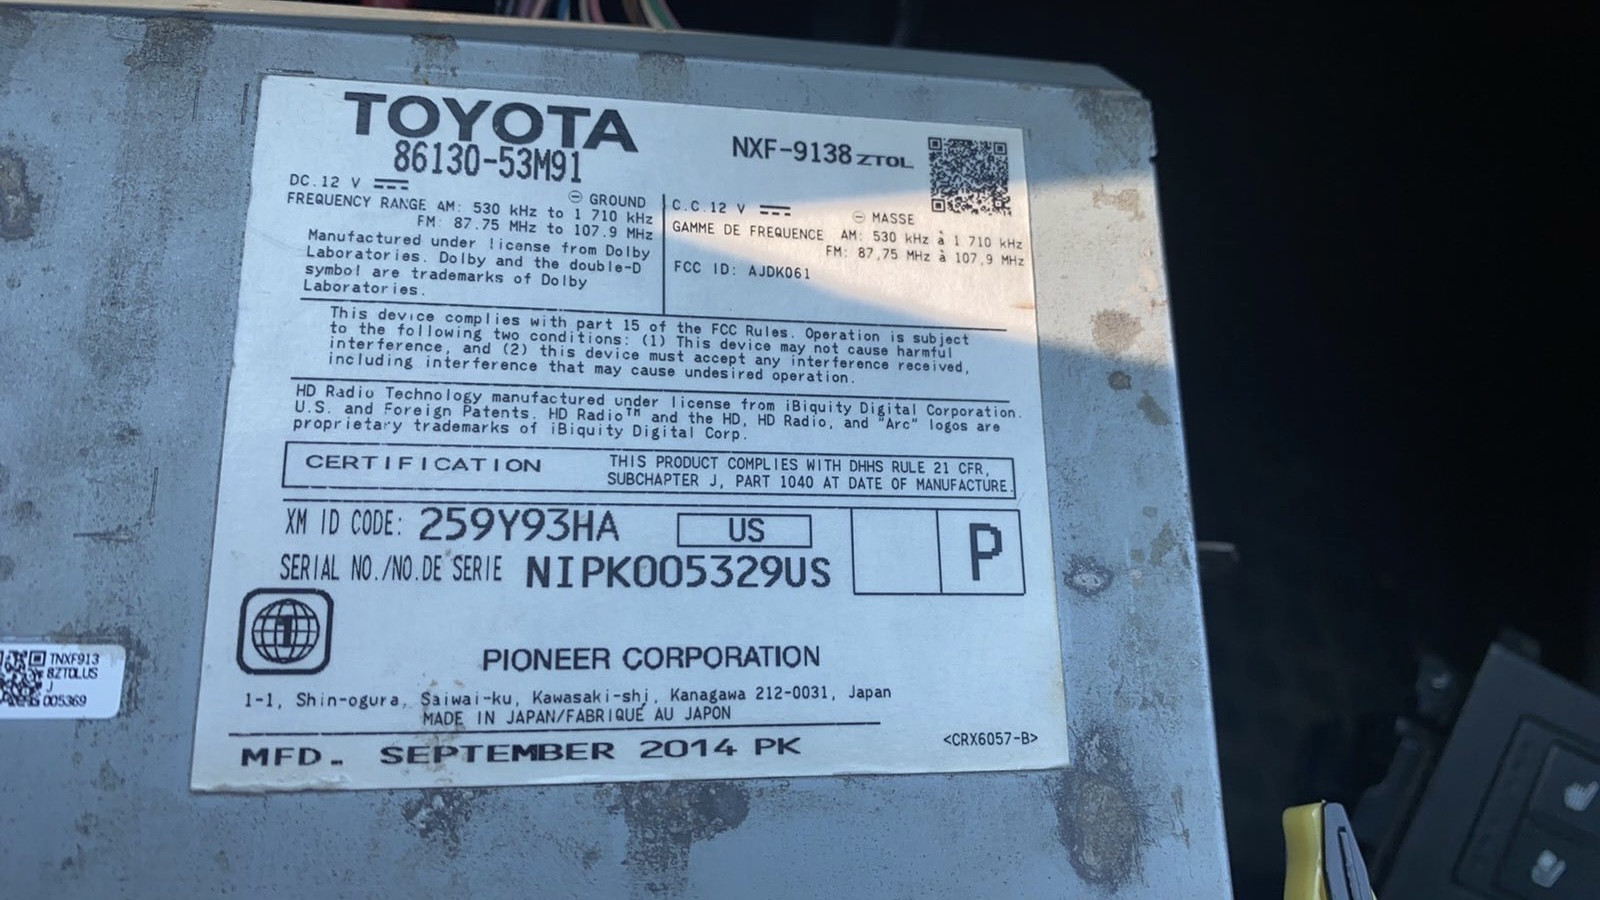 TOYOTA
86130-53M91
NXF-9138 ZTOL
DC.12 V
⊖ GROUND
FREQUENCY RANGE AM: 530 kHz to 1 710 kHz
FM: 87.75 MHz to 107.9 MHz
Manufactured under license from Dolby
Laboratories. Dolby and the double-D
symbol are trademarks of Dolby
Laboratories.
C.C.12 V
⊖ MASSE
GAMME DE FREQUENCE AM: 530 kHz à 1 710 kHz
FM: 87,75 MHz à 107,9 MHz
FCC ID: AJDK061
This device complies with part 15 of the FCC Rules. Operation is subject
to the following two conditions: (1) This device may not cause harmful
interference, and (2) this device must accept any interference received,
including interference that may cause undesired operation.
HD Radio Technology manufactured under license from iBiquity Digital Corporation.
U.S. and Foreign Patents. HD Radio™ and the HD, HD Radio, and "Arc" logos are
proprietary trademarks of iBiquity Digital Corp.
CERTIFICATION
THIS PRODUCT COMPLIES WITH DHHS RULE 21 CFR,
SUBCHAPTER J, PART 1040 AT DATE OF MANUFACTURE.
XM ID CODE: 259Y93HA
US
P
SERIAL NO./NO.DE SERIE NIPK005329US
1
PIONEER CORPORATION
1-1, Shin-ogura, Saiwai-ku, Kawasaki-shi, Kanagawa 212-0031, Japan
MADE IN JAPAN/FABRIQUÉ AU JAPON
MFD. SEPTEMBER 2014 PK
<CRX6057-B>
TNXF913
8ZTOLUS
J
005369